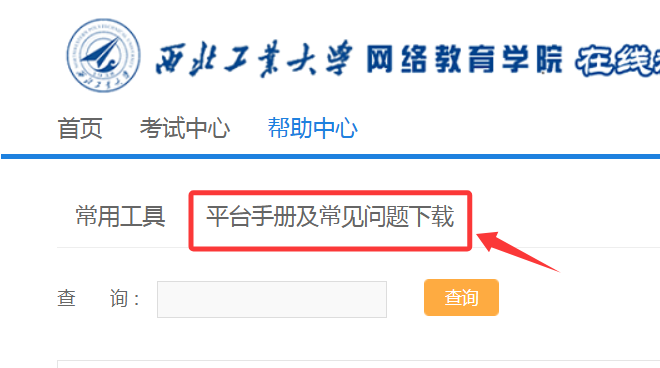 西北工业大学 网络教育学院 在线
首页 考试中心 帮助中心
常用工具 平台手册及常见问题下载
查 询： 查询